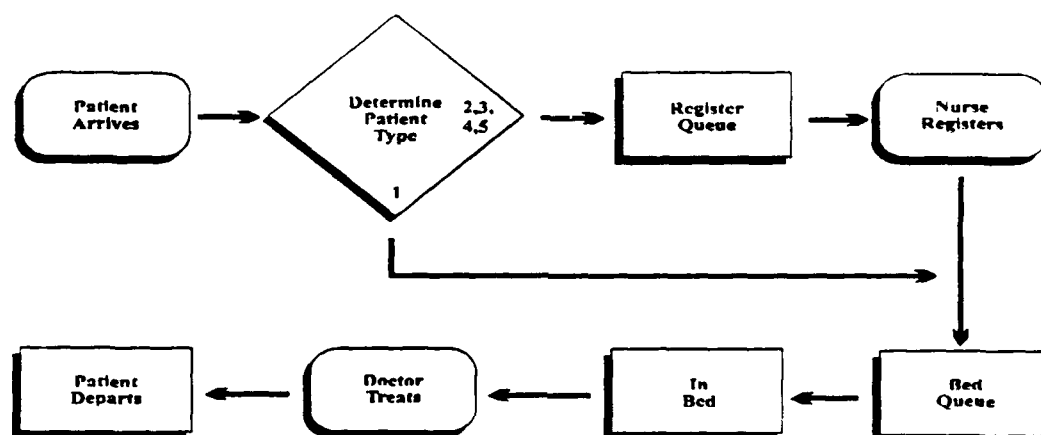 Patient
Arrives
Determine
Patient
Type
2,3,
4,5
1
Register
Queue
Nurse
Registers
Patient
Departs
Doctor
Treats
In
Bed
Bed
Queue